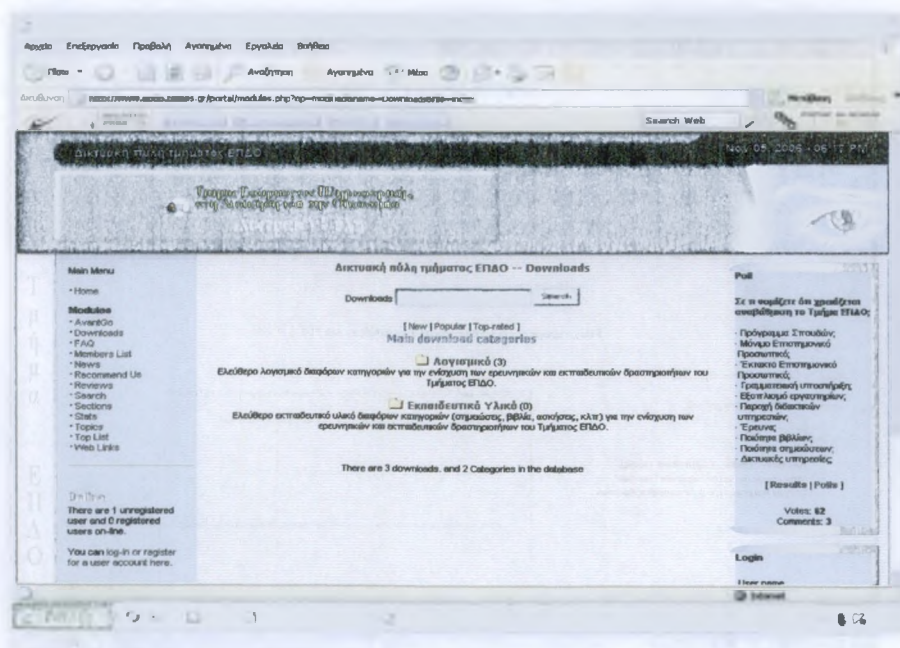 Αρχείο Επεξεργασία Προβολή Αγαπημένα Εργαλεία Βοήθεια
Πίσω Αναζήτηση Αγαπημένα Μέσα
Διεύθυνση
Search Web
Δικτυακή πύλη τμήματος ΕΠΔΟ
Nov 05, 2006 - 06:17 PM
Main Menu
· Home
Modules
· AvantGo
· Downloads
· FAQ
· Members List
· News
· Recommend Us
· Reviews
· Search
· Sections
· Stats
· Topics
· Top List
· Web Links
There are 1 unregistered
user and 0 registered
users on-line.
You can log-in or register
for a user account here.
Δικτυακή πύλη τμήματος ΕΠΔΟ -- Downloads
Downloads Search
[ New | Popular | Top-rated ]
Main download categories
Λογισμικό (3)
Ελεύθερο λογισμικό διαφόρων κατηγοριών για την ενίσχυση των ερευνητικών και εκπαιδευτικών δραστηριοτήτων του
Τμήματος ΕΠΔΟ.
Εκπαιδευτικό Υλικό (0)
Ελεύθερο εκπαιδευτικό υλικό διαφόρων κατηγοριών (σημειώσεις, βιβλία, ασκήσεις, κλπ) για την ενίσχυση των
ερευνητικών και εκπαιδευτικών δραστηριοτήτων του Τμήματος ΕΠΔΟ.
There are 3 downloads. and 2 Categories in the database
Poll
Σε τι νομίζετε ότι χρειάζεται
αναβάθμιση το Τμήμα ΕΠΔΟ;
· Πρόγραμμα Σπουδών;
· Μόνιμο Επιστημονικό
Προσωπικό;
· Έκτακτο Επιστημονικό
Προσωπικό;
· Γραμματειακή υποστήριξη;
· Εξοπλισμό εργαστηρίων;
· Παροχή διδακτικών
υπηρεσιών;
· Έρευνα;
· Ποιότητα βιβλίων;
· Ποιότητα σημειώσεων;
· Δικτυακές υπηρεσίες;
[ Results | Polls ]
Votes: 62
Comments: 3
Login
User name
Internet